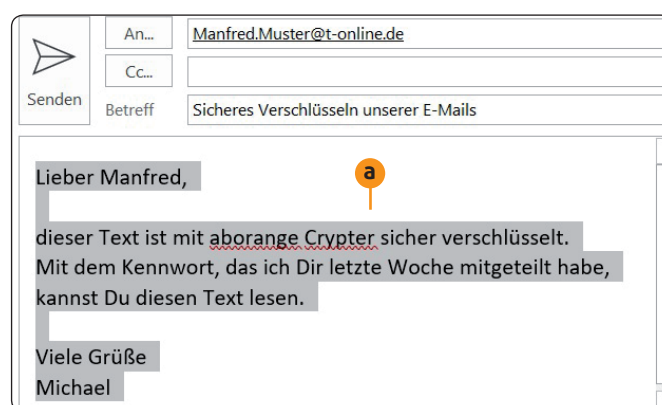 An...
Manfred.Muster@t-online.de
Cc...
Senden
Betreff
Sicheres Verschlüsseln unserer E-Mails
Lieber Manfred,
a
dieser Text ist mit aborange Crypter sicher verschlüsselt.
Mit dem Kennwort, das ich Dir letzte Woche mitgeteilt habe,
kannst Du diesen Text lesen.
Viele Grüße
Michael